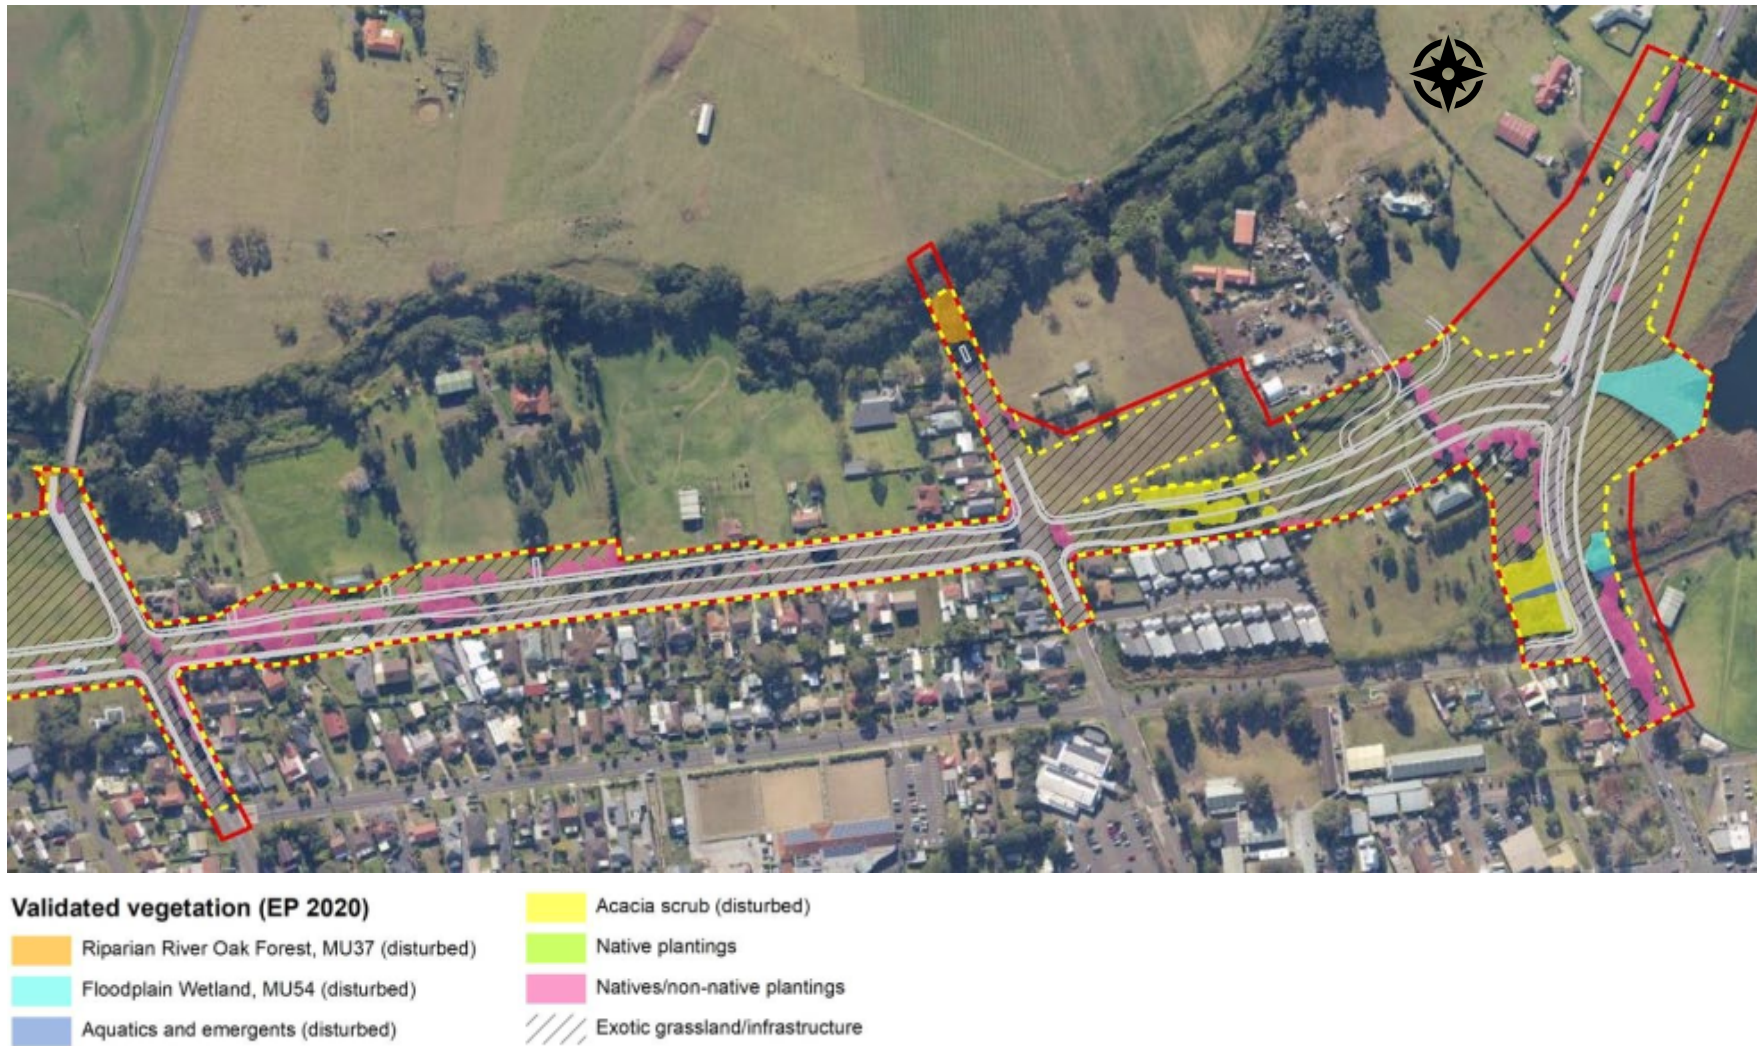 Validated vegetation (EP 2020)
Riparian River Oak Forest, MU37 (disturbed)
Floodplain Wetland, MU54 (disturbed)
Aquatics and emergents (disturbed)
Acacia scrub (disturbed)
Native plantings
Natives/non-native plantings
Exotic grassland/infrastructure